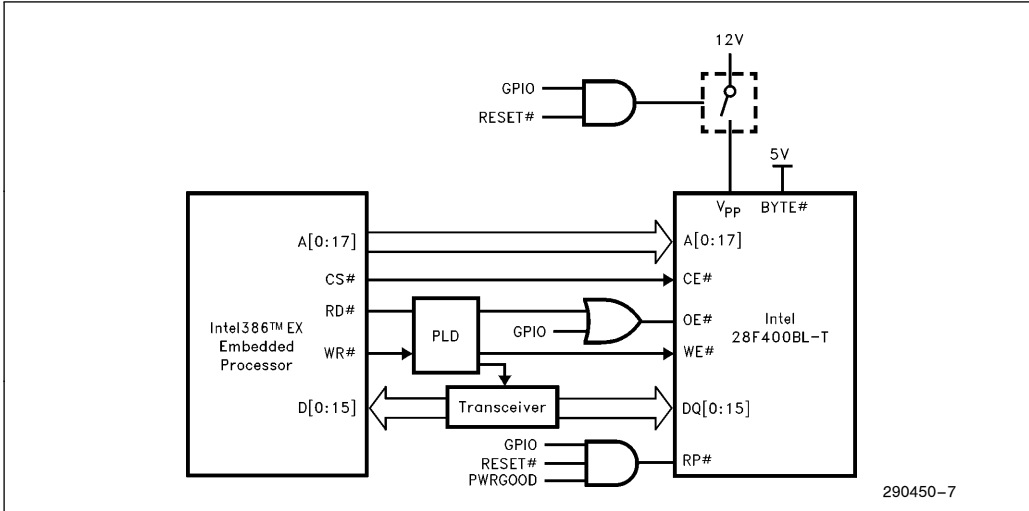 12V
GPIO
RESET#
5V
VPP BYTE#
A[0:17] A[0:17]
CS# CE#
RD# OE#
Intel386™ EX
Embedded
Processor
PLD
GPIO
Intel
28F400BL-T
WR# WE#
D[0:15] Transceiver DQ[0:15]
GPIO
RESET#
PWRGOOD
RP#
290450-7